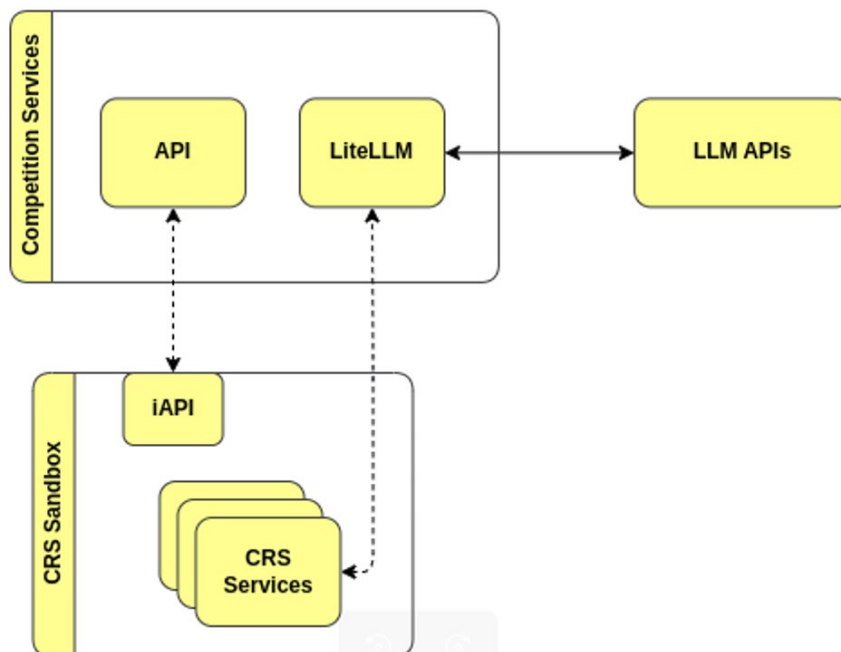 Competition Services
API
LiteLLM
LLM APIs
CRS Sandbox
iAPI
CRS
Services